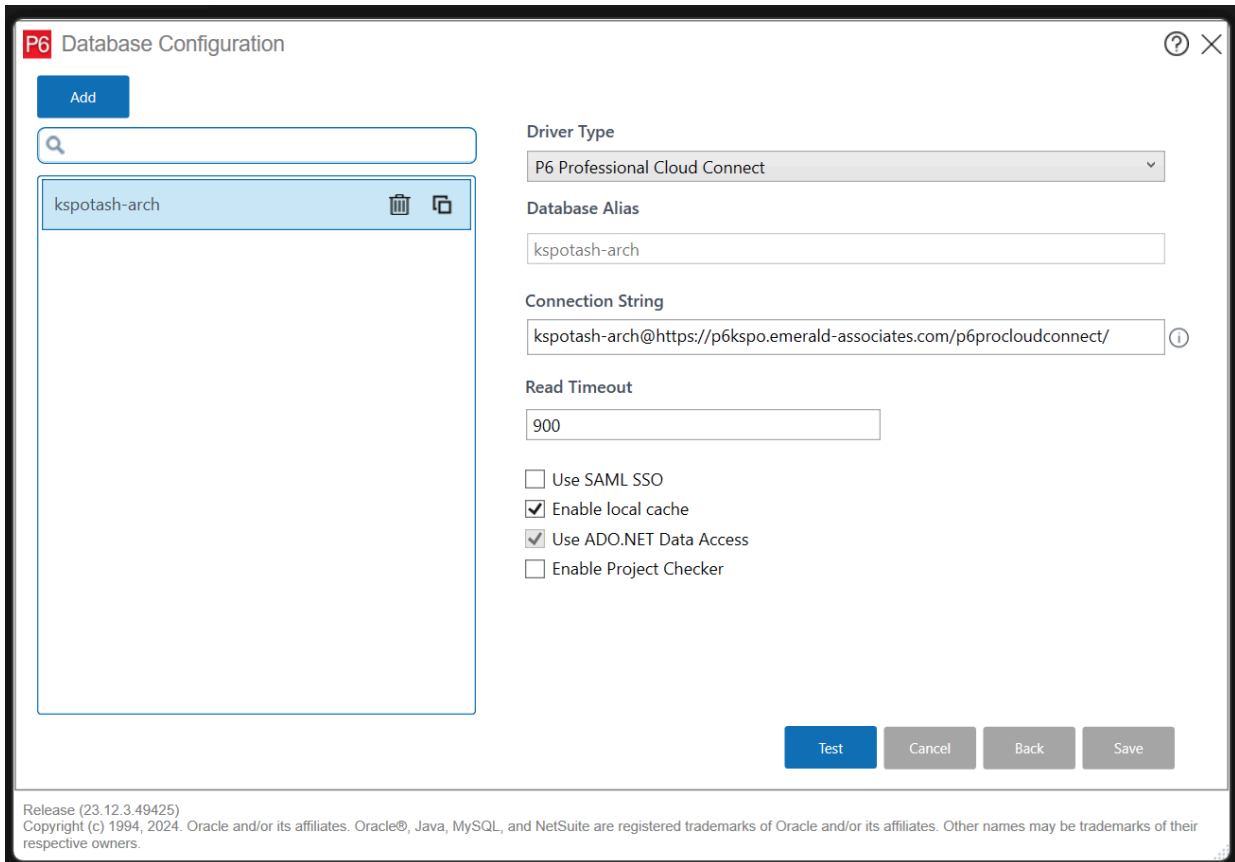 P6 Database Configuration
Add
kspotash-arch
Driver Type
P6 Professional Cloud Connect
Database Alias
kspotash-arch
Connection String
kspotash-arch@https://p6kspo.emerald-associates.com/p6procloudconnect/
Read Timeout
900
Use SAML SSO
Enable local cache
Use ADO.NET Data Access
Enable Project Checker
Test Cancel Back Save
Release (23.12.3.49425)
Copyright (c) 1994, 2024. Oracle and/or its affiliates. Oracle®, Java, MySQL, and NetSuite are registered trademarks of Oracle and/or its affiliates. Other names may be trademarks of their
respective owners.